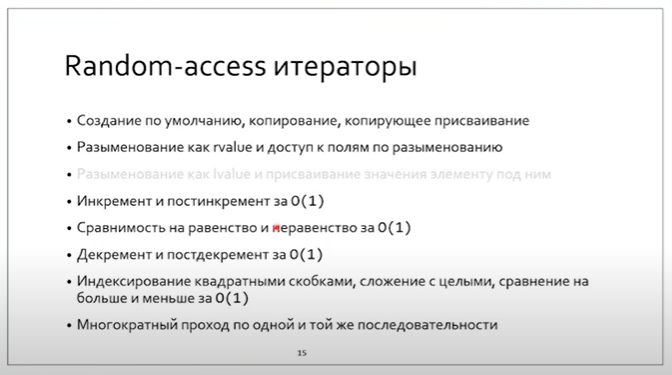 Random-access итераторы
• Создание по умолчанию, копирование, копирующее присваивание
• Разыменование как rvalue и доступ к полям по разыменованию
• Разыменование как lvalue и присваивание значения элементу под ним
• Инкремент и постинкремент за O(1)
• Сравнимость на равенство и неравенство за O(1)
• Декремент и постдекремент за O(1)
• Индексирование квадратными скобками, сложение с целыми, сравнение на
больше и меньше за O(1)
• Многократный проход по одной и той же последовательности
15